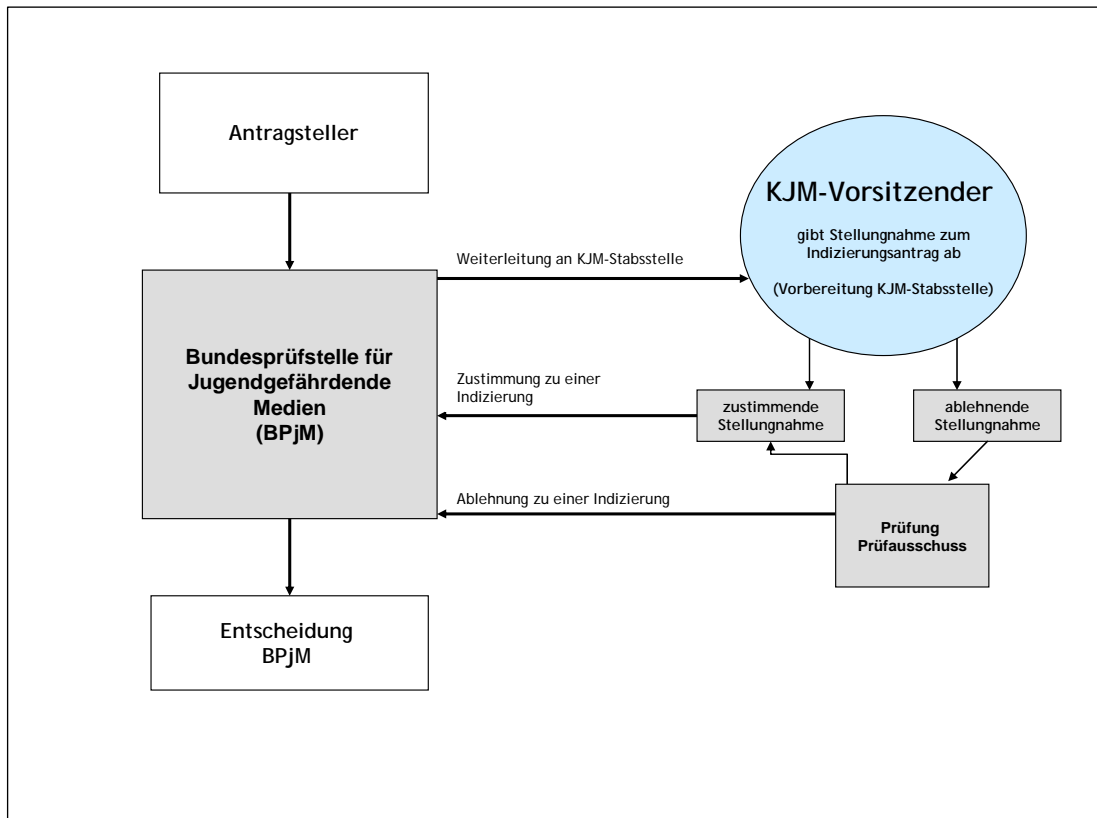 Antragsteller
KJM-Vorsitzender
gibt Stellungnahme zum
Indizierungsantrag ab
(Vorbereitung KJM-Stabsstelle)
Weiterleitung an KJM-Stabsstelle
Bundesprüfstelle für
Jugendgefährdende
Medien
(BPjM)
Zustimmung zu einer
Indizierung
zustimmende
Stellungnahme
ablehnende
Stellungnahme
Ablehnung zu einer Indizierung
Prüfung
Prüfausschuss
Entscheidung
BPjM